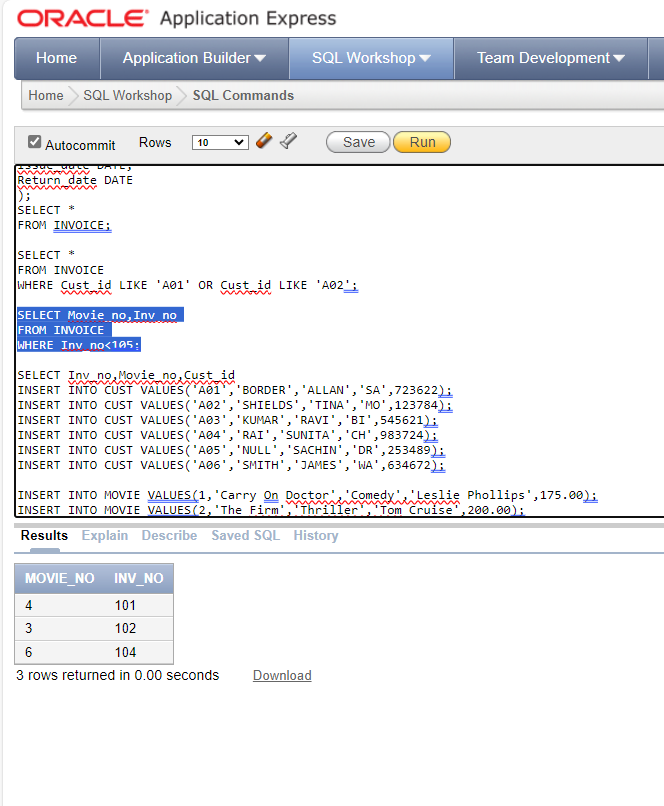 ORACLE® Application Express
Home Application Builder SQL Workshop Team Development
Home SQL Workshop SQL Commands
Autocommit Rows 10 Save Run
Issue_date DATE,
Return_date DATE
);
SELECT *
FROM INVOICE;
SELECT *
FROM INVOICE
WHERE Cust_id LIKE 'A01' OR Cust_id LIKE 'A02';
SELECT Movie_no,Inv_no
FROM INVOICE
WHERE Inv_no<105;
SELECT Inv_no,Movie_no,Cust_id
INSERT INTO CUST VALUES('A01','BORDER','ALLAN','SA',723622);
INSERT INTO CUST VALUES('A02','SHIELDS','TINA','MO',123784);
INSERT INTO CUST VALUES('A03','KUMAR','RAVI','BI',545621);
INSERT INTO CUST VALUES('A04','RAI','SUNITA','CH',983724);
INSERT INTO CUST VALUES('A05','NULL','SACHIN','DR',253489);
INSERT INTO CUST VALUES('A06','SMITH','JAMES','WA',634672);
INSERT INTO MOVIE VALUES(1,'Carry On Doctor','Comedy','Leslie Phollips',175.00);
INSERT INTO MOVIE VALUES(2,'The Firm','Thriller','Tom Cruise',200.00);
Results Explain Describe Saved SQL History
MOVIE_NO INV_NO
4 101
3 102
6 104
3 rows returned in 0.00 seconds Download